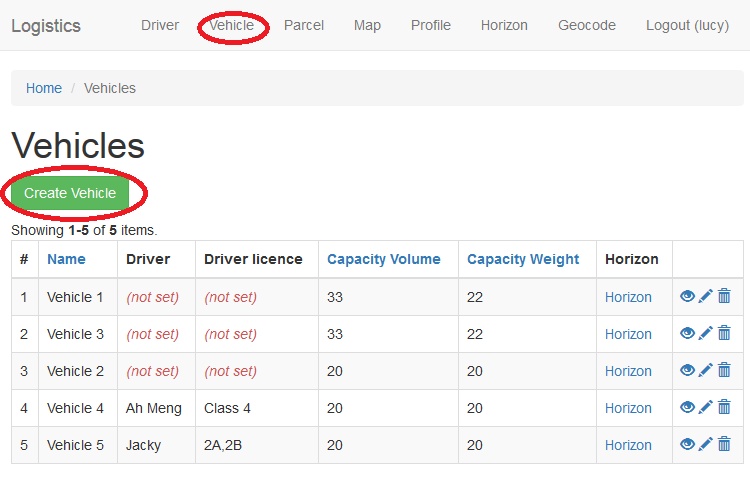 Logistics Driver Vehicle Parcel Map Profile Horizon Geocode Logout (lucy)
Home / Vehicles
Vehicles
Create Vehicle
Showing 1-5 of 5 items.
# Name Driver Driver licence Capacity Volume Capacity Weight Horizon
1 Vehicle 1 (not set) (not set) 33 22 Horizon
2 Vehicle 3 (not set) (not set) 33 22 Horizon
3 Vehicle 2 (not set) (not set) 20 20 Horizon
4 Vehicle 4 Ah Meng Class 4 20 20 Horizon
5 Vehicle 5 Jacky 2A,2B 20 20 Horizon